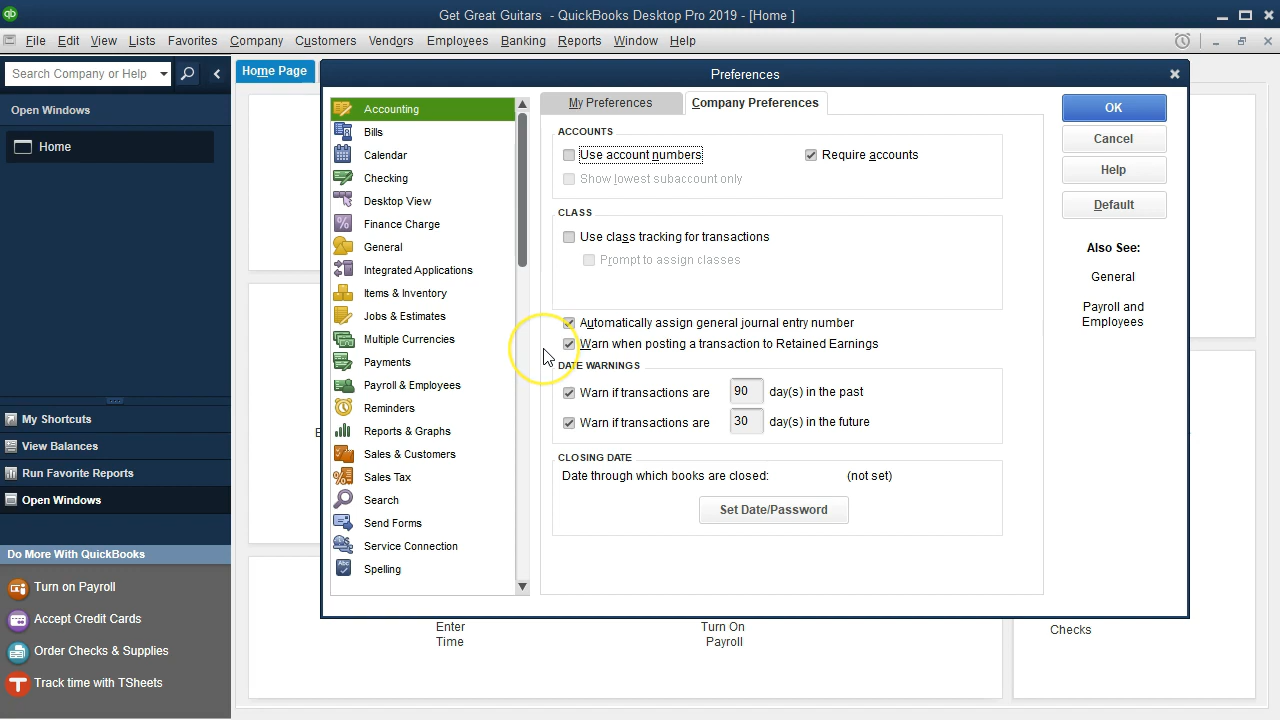 Get Great Guitars - QuickBooks Desktop Pro 2019 - [Home ]
File Edit View Lists Favorites Company Customers Vendors Employees Banking Reports Window Help
Search Company or Help
Home Page
Open Windows
Home
My Shortcuts
View Balances
Run Favorite Reports
Open Windows
Do More With QuickBooks
Turn on Payroll
Accept Credit Cards
Order Checks & Supplies
Track time with TSheets
Preferences
Accounting
Bills
Calendar
Checking
Desktop View
Finance Charge
General
Integrated Applications
Items & Inventory
Jobs & Estimates
Multiple Currencies
Payments
Payroll & Employees
Reminders
Reports & Graphs
Sales & Customers
Sales Tax
Search
Send Forms
Service Connection
Spelling
My Preferences
Company Preferences
ACCOUNTS
Use account numbers
Require accounts
Show lowest subaccount only
CLASS
Use class tracking for transactions
Prompt to assign classes
Automatically assign general journal entry number
Warn when posting a transaction to Retained Earnings
DATE WARNINGS
Warn if transactions are 90 day(s) in the past
Warn if transactions are 30 day(s) in the future
CLOSING DATE
Date through which books are closed: (not set)
Set Date/Password
OK
Cancel
Help
Default
Also See:
General
Payroll and
Employees
Enter
Time
Turn On
Payroll
Checks